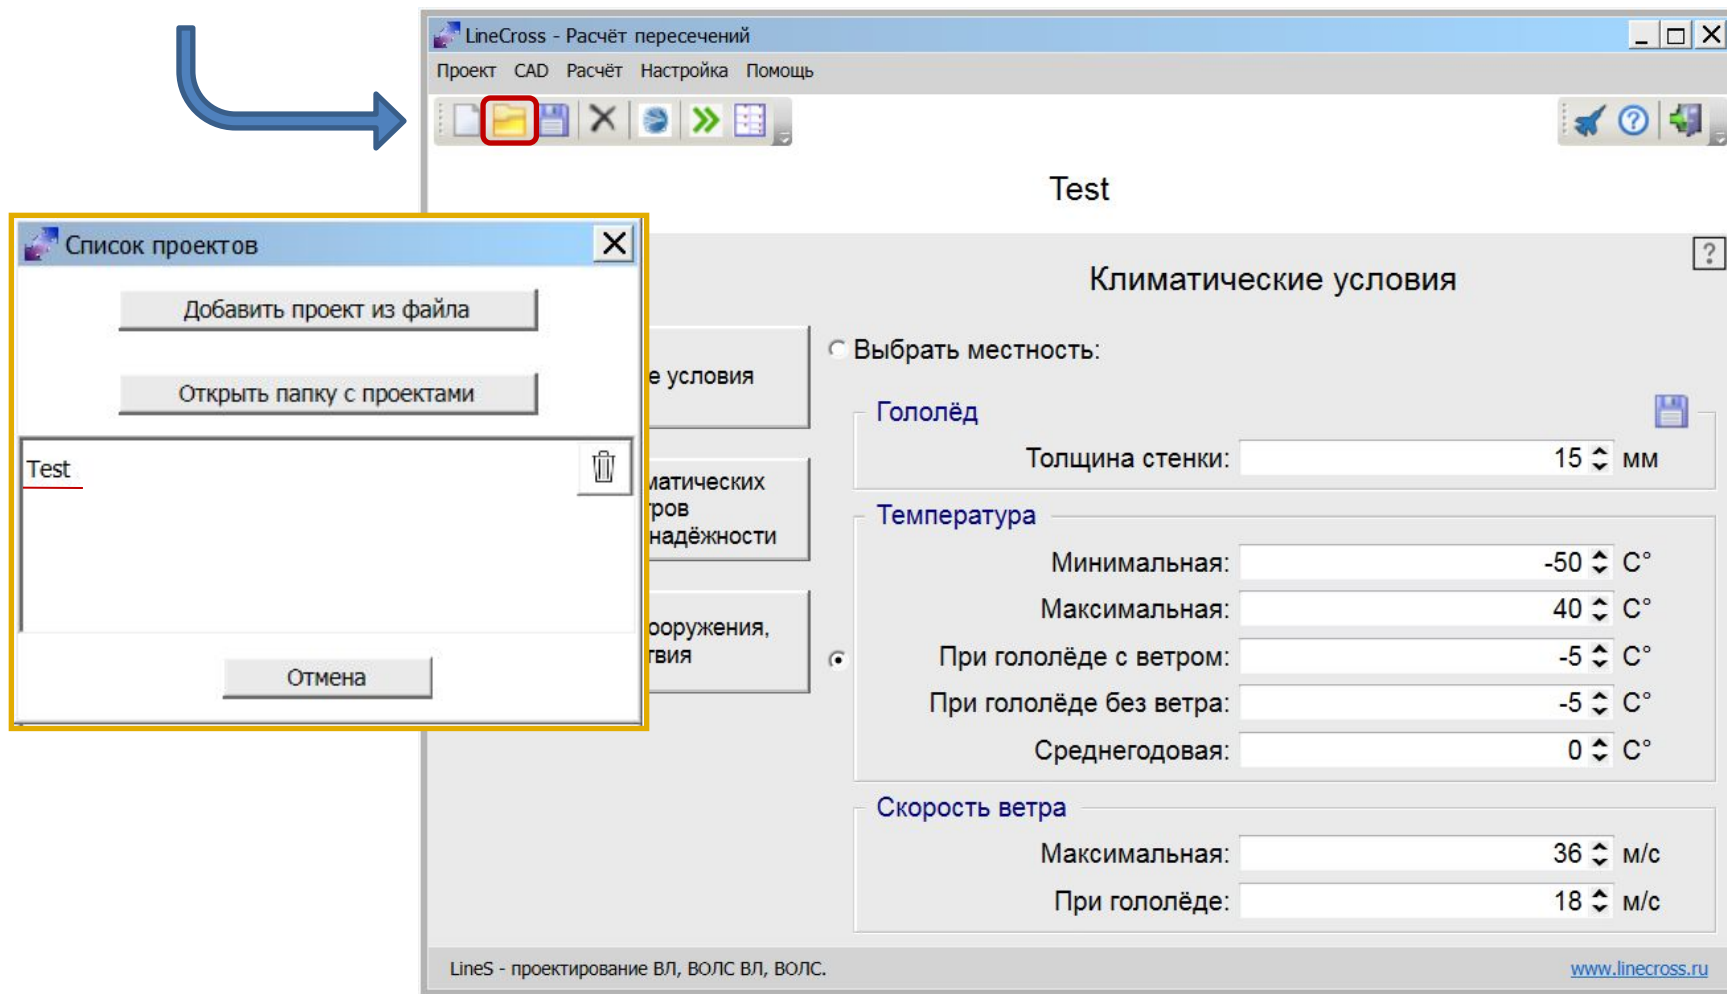 LineCross - Расчёт пересечений
Проект CAD Расчёт Настройка Помощь
Test
Список проектов
Добавить проект из файла
Открыть папку с проектами
Test
Отмена
Климатические условия
?
е условия
матических
ров
надёжности
ооружения,
твия
Выбрать местность:
Гололёд
Толщина стенки: 15 мм
Температура
Минимальная: -50 C°
Максимальная: 40 C°
При гололёде с ветром: -5 C°
При гололёде без ветра: -5 C°
Среднегодовая: 0 C°
Скорость ветра
Максимальная: 36 м/с
При гололёде: 18 м/с
LineS - проектирование ВЛ, ВОЛС ВЛ, ВОЛС.
www.linecross.ru